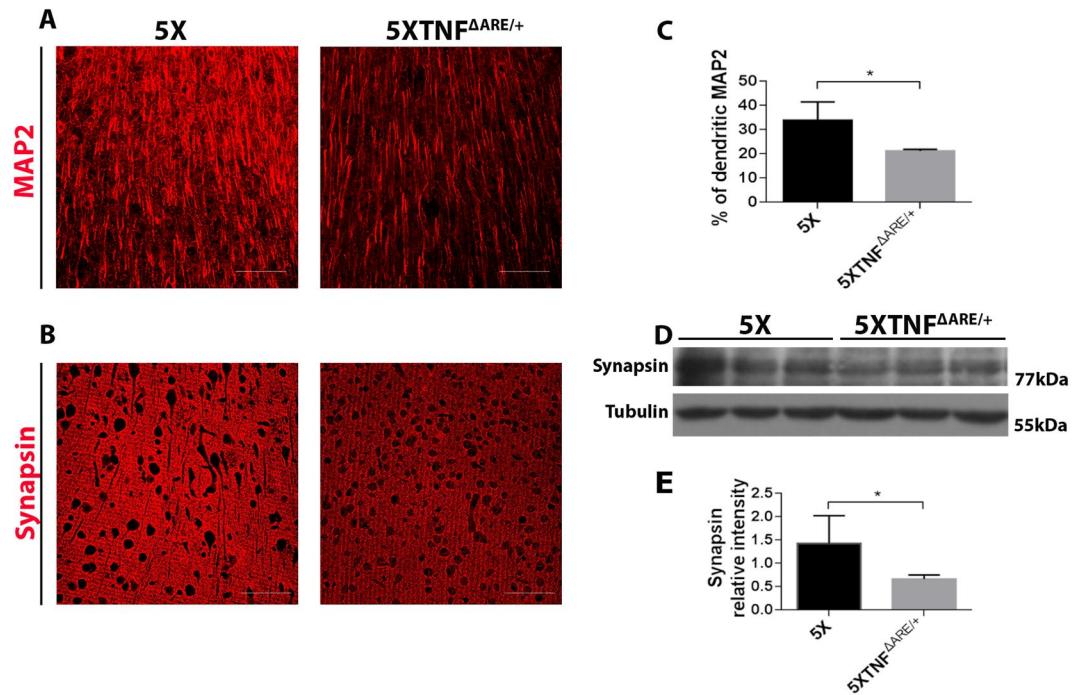 A
5X
5XTNFΔARE/+
MAP2
B
Synapsin
C
*
% of dendritic MAP2
50
40
30
20
10
0
5X
5XTNFΔARE/+
D
5X
5XTNFΔARE/+
Synapsin
77kDa
Tubulin
55kDa
E
*
Synapsin
relative intensity
2.5
2.0
1.5
1.0
0.5
0.0
5X
5XTNFΔARE/+